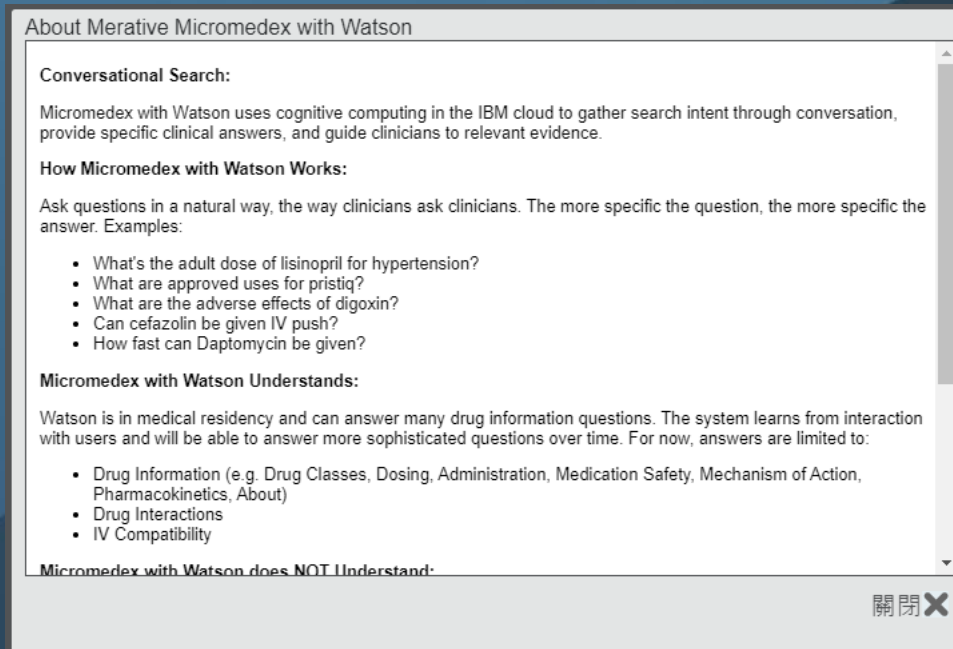 About Merative Micromedex with Watson
Conversational Search:
Micromedex with Watson uses cognitive computing in the IBM cloud to gather search intent through conversation,
provide specific clinical answers, and guide clinicians to relevant evidence.
How Micromedex with Watson Works:
Ask questions in a natural way, the way clinicians ask clinicians. The more specific the question, the more specific the
answer. Examples:
• What's the adult dose of lisinopril for hypertension?
• What are approved uses for pristiq?
• What are the adverse effects of digoxin?
• Can cefazolin be given IV push?
• How fast can Daptomycin be given?
Micromedex with Watson Understands:
Watson is in medical residency and can answer many drug information questions. The system learns from interaction
with users and will be able to answer more sophisticated questions over time. For now, answers are limited to:
• Drug Information (e.g. Drug Classes, Dosing, Administration, Medication Safety, Mechanism of Action,
Pharmacokinetics, About)
• Drug Interactions
• IV Compatibility
Micromedex with Watson does NOT Understand:
關閉